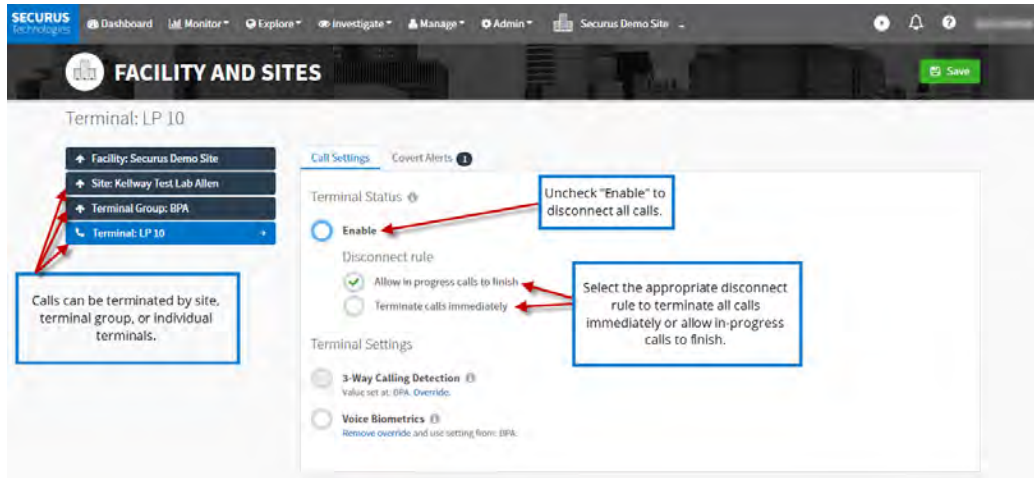 SECURUS
Technologies
Dashboard Monitor Explore Investigate Manage Admin Securus Demo Site
FACILITY AND SITES
Save
Terminal: LP 10
Facility: Securus Demo Site
Site: Kellway Test Lab Allen
Terminal Group: BPA
Terminal: LP 10
Calls can be terminated by site,
terminal group, or individual
terminals.
Call Settings Covert Alerts 1
Terminal Status
Enable
Disconnect rule
Allow in progress calls to finish
Terminate calls immediately
Uncheck "Enable" to
disconnect all calls.
Select the appropriate disconnect
rule to terminate all calls
immediately or allow in-progress
calls to finish.
Terminal Settings
3-Way Calling Detection
Value set at: BPA. Override.
Voice Biometrics
Remove override and use setting from: BPA.